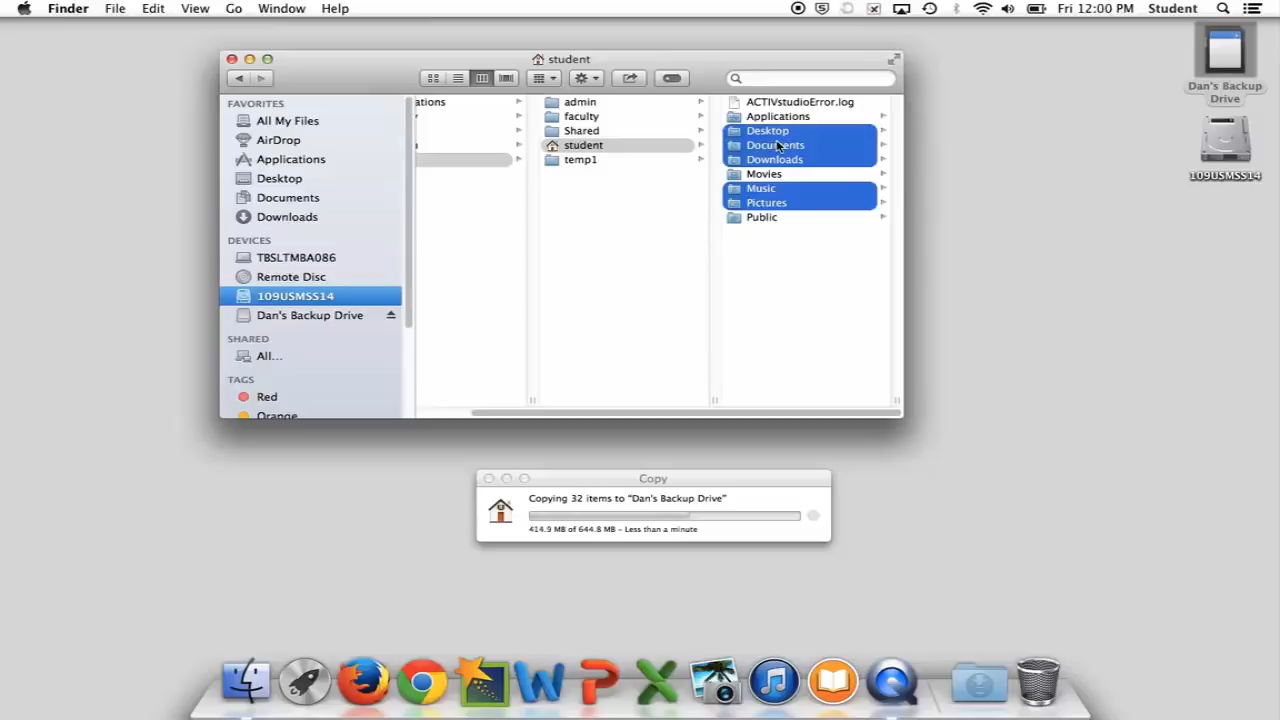 Finder File Edit View Go Window Help Fri 12:00 PM Student
student
FAVORITES
All My Files
AirDrop
Applications
Desktop
Documents
Downloads
DEVICES
TBSLTMBA086
Remote Disc
109USMSS14
Dan's Backup Drive
SHARED
All...
TAGS
Red
Orange
ations
admin
faculty
Shared
student
temp1
ACTIVstudioError.log
Applications
Desktop
Documents
Downloads
Movies
Music
Pictures
Public
Dan's Backup
Drive
109USMSS14
Copy
Copying 32 items to “Dan's Backup Drive”
414.9 MB of 644.8 MB – Less than a minute